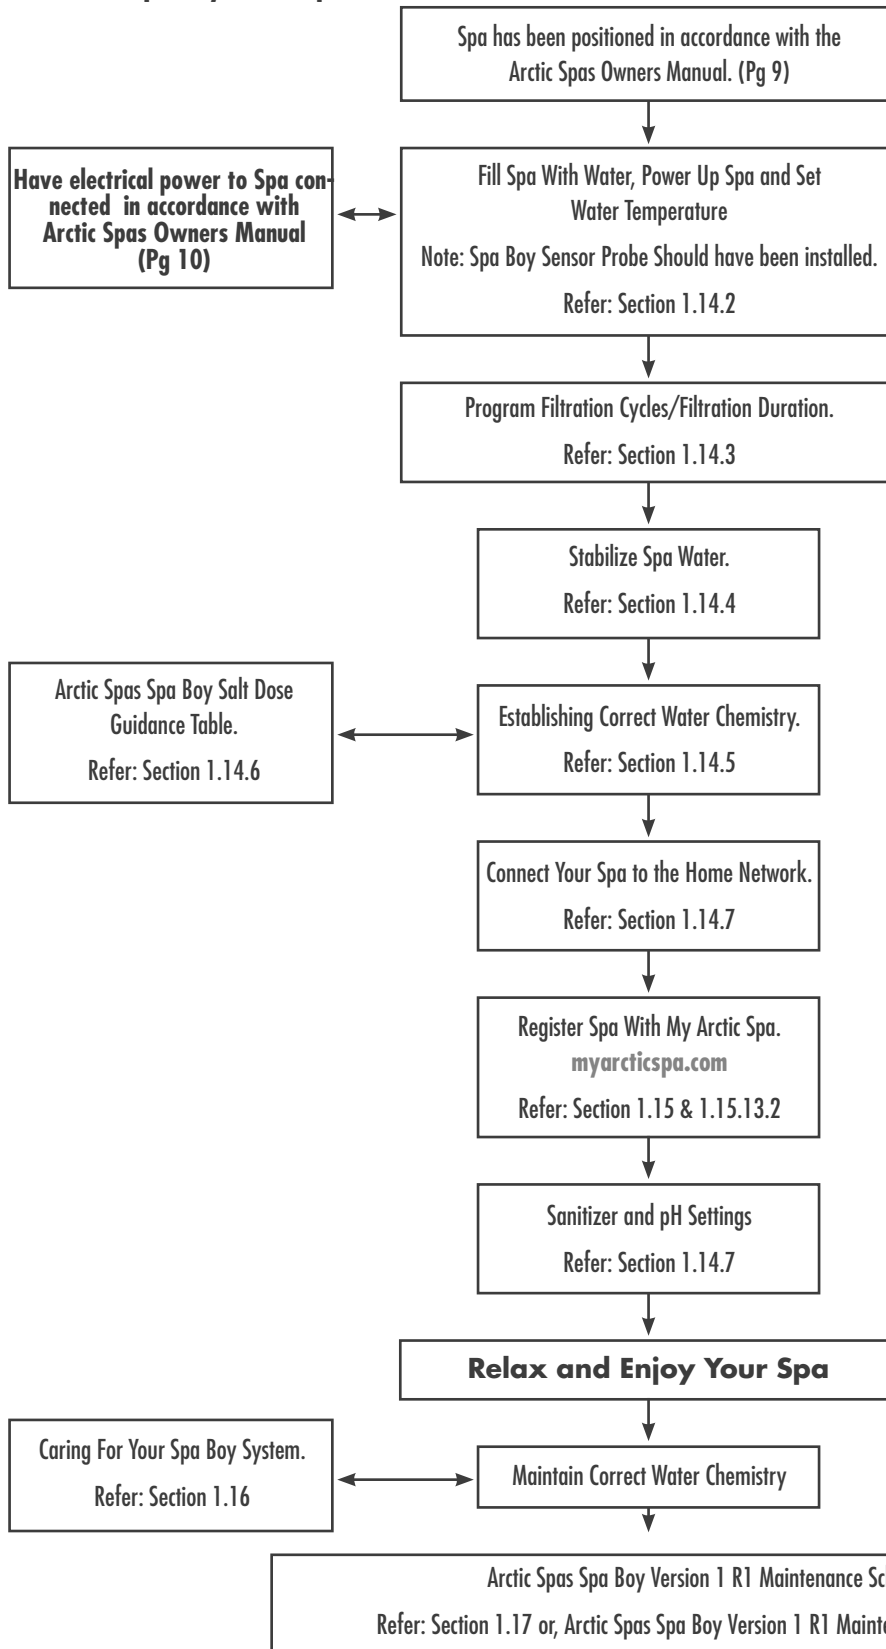 Spa has been positioned in accordance with the
Arctic Spas Owners Manual. (Pg 9)
Have electrical power to Spa con-
nected in accordance with
Arctic Spas Owners Manual
(Pg 10)
Fill Spa With Water, Power Up Spa and Set
Water Temperature
Note: Spa Boy Sensor Probe Should have been installed.
Refer: Section 1.14.2
Program Filtration Cycles/Filtration Duration.
Refer: Section 1.14.3
Stabilize Spa Water.
Refer: Section 1.14.4
Arctic Spas Spa Boy Salt Dose
Guidance Table.
Refer: Section 1.14.6
Establishing Correct Water Chemistry.
Refer: Section 1.14.5
Connect Your Spa to the Home Network.
Refer: Section 1.14.7
Register Spa With My Arctic Spa.
myarcticspa.com
Refer: Section 1.15 & 1.15.13.2
Sanitizer and pH Settings
Refer: Section 1.14.7
Relax and Enjoy Your Spa
Caring For Your Spa Boy System.
Refer: Section 1.16
Maintain Correct Water Chemistry
Arctic Spas Spa Boy Version 1 R1 Maintenance
Refer: Section 1.17 or, Arctic Spas Spa Boy Version 1 R1